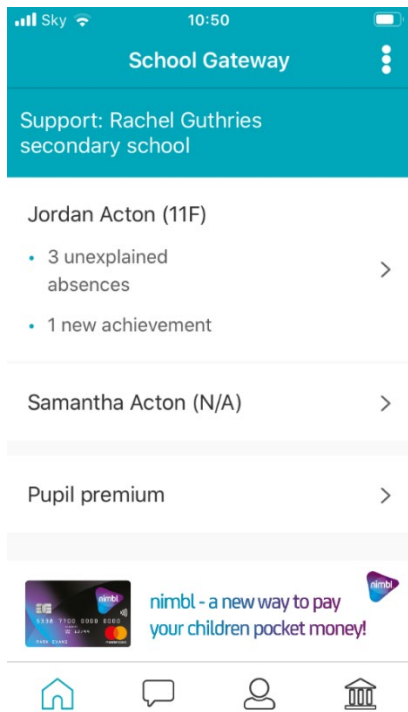 Sky 10:50
School Gateway
Support: Rachel Guthries
secondary school
Jordan Acton (11F)
• 3 unexplained
absences
• 1 new achievement
Samantha Acton (N/A)
Pupil premium
nimbl
nimbl
nimbl - a new way to pay
your children pocket money!